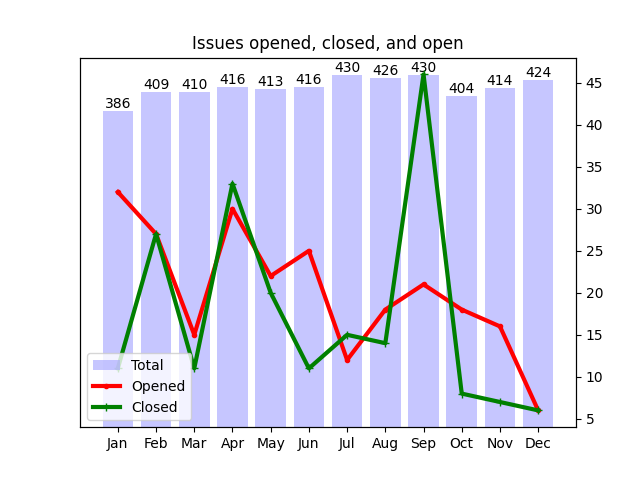 Issues opened, closed, and open
386 409 410 416 413 416 430 426 430 404 414 424
45
40
35
30
25
20
15
10
5
Total
Opened
Closed
Jan Feb Mar Apr May Jun Jul Aug Sep Oct Nov Dec